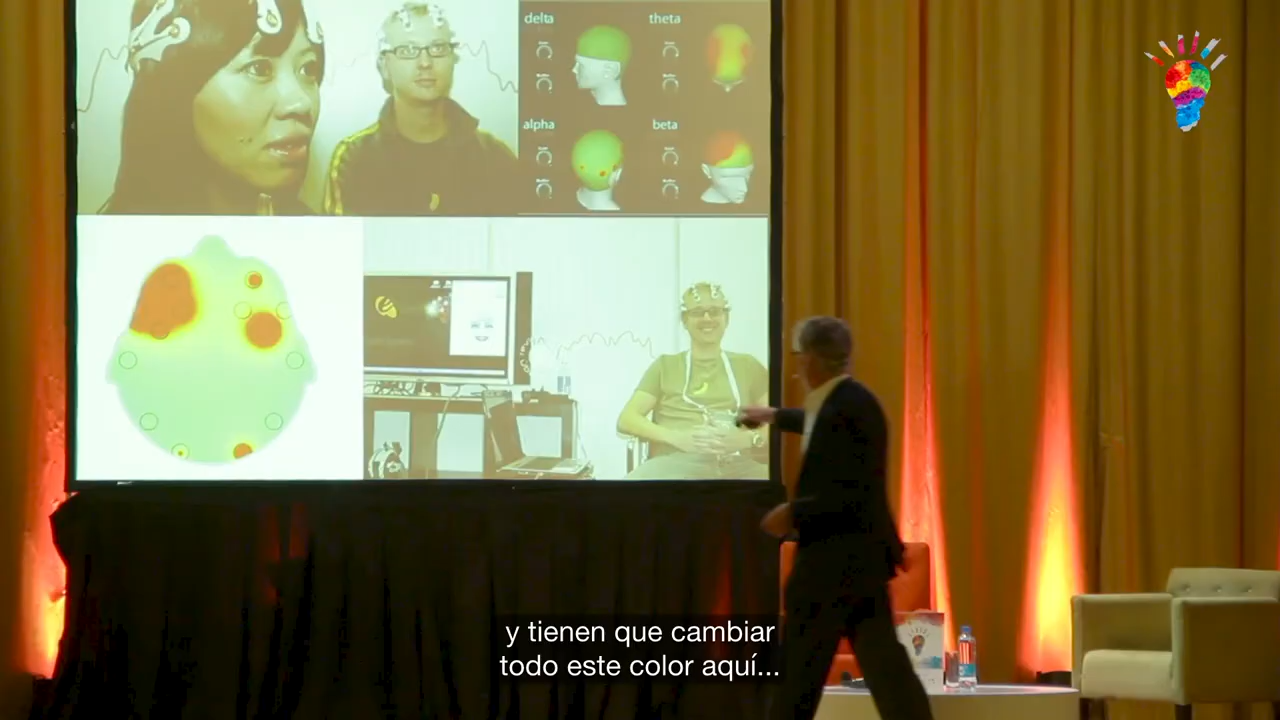 delta
theta
alpha
beta
y tienen que cambiar
todo este color aquí...